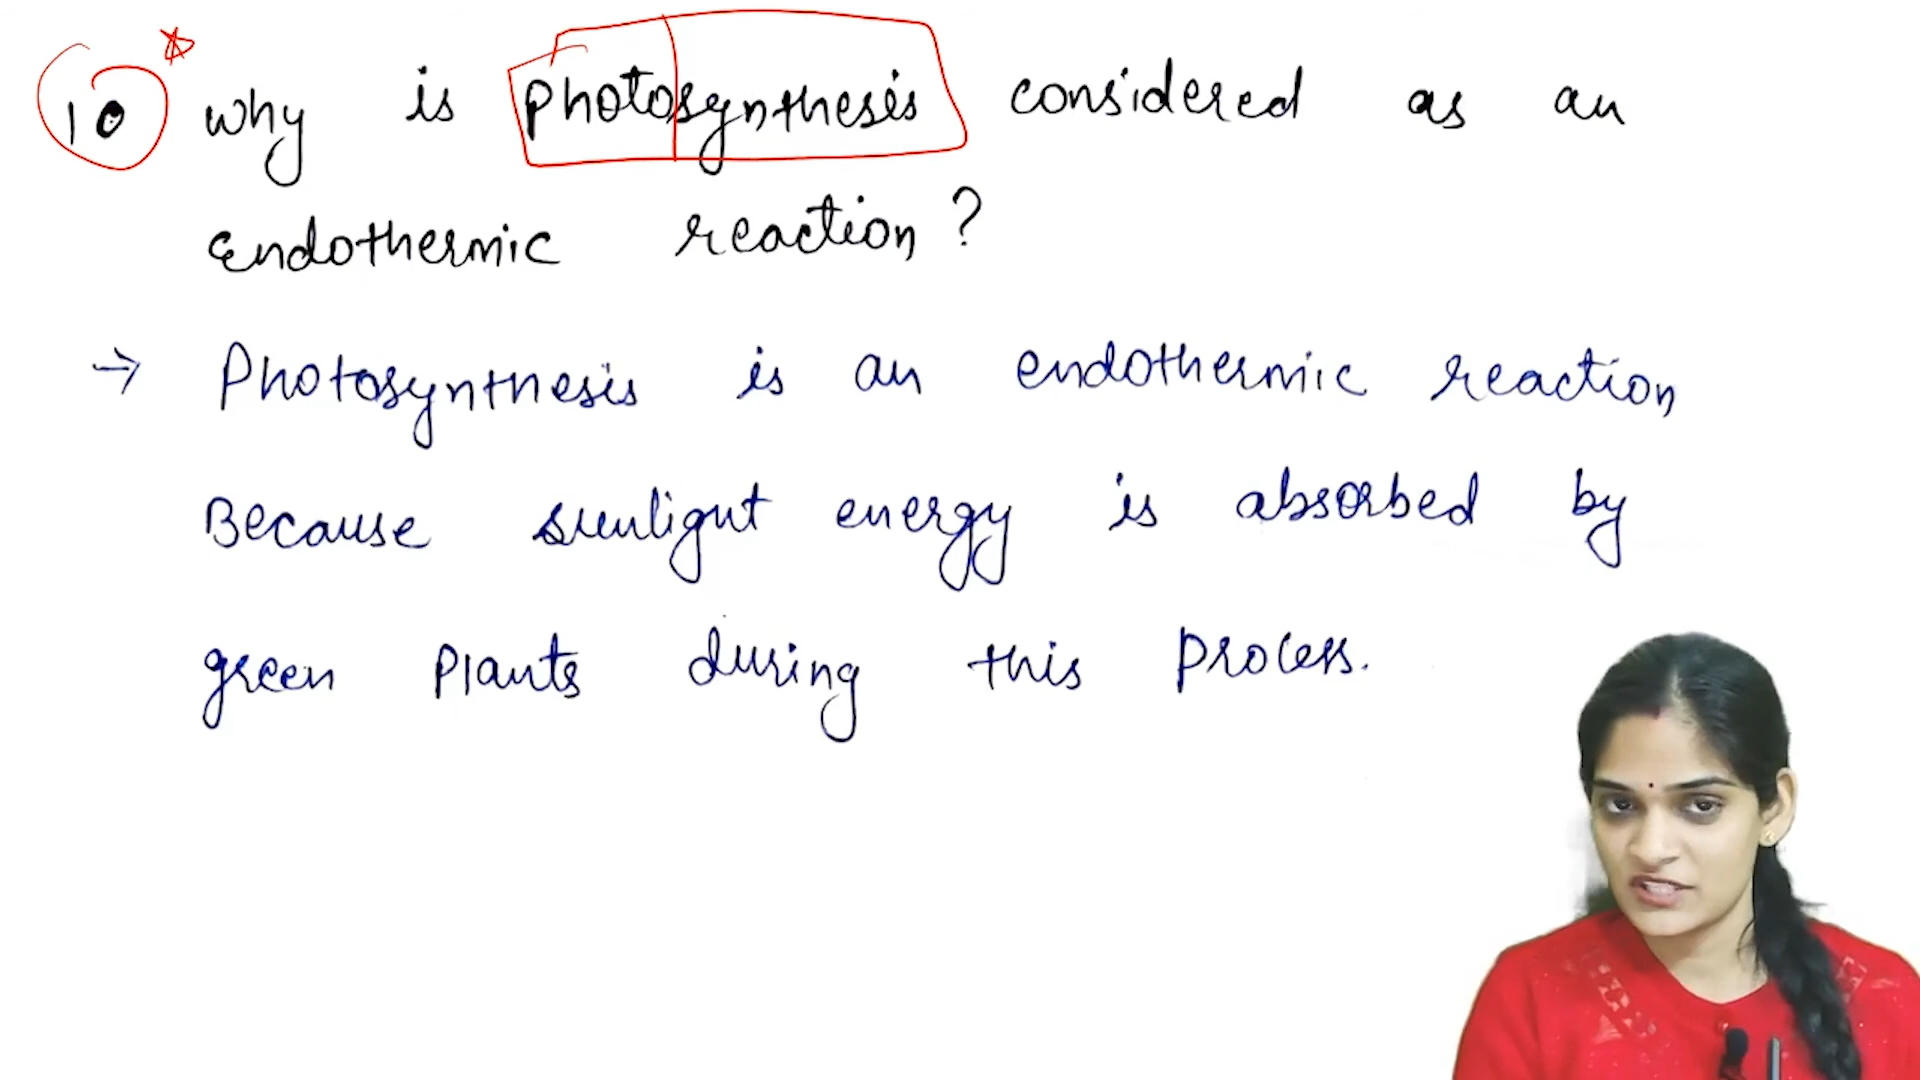 10 why is photosynthesis considered as an
Endothermic reaction?
→ Photosynthesis is an endothermic reaction
Because sunlight energy is absorbed by
green plants during this process.